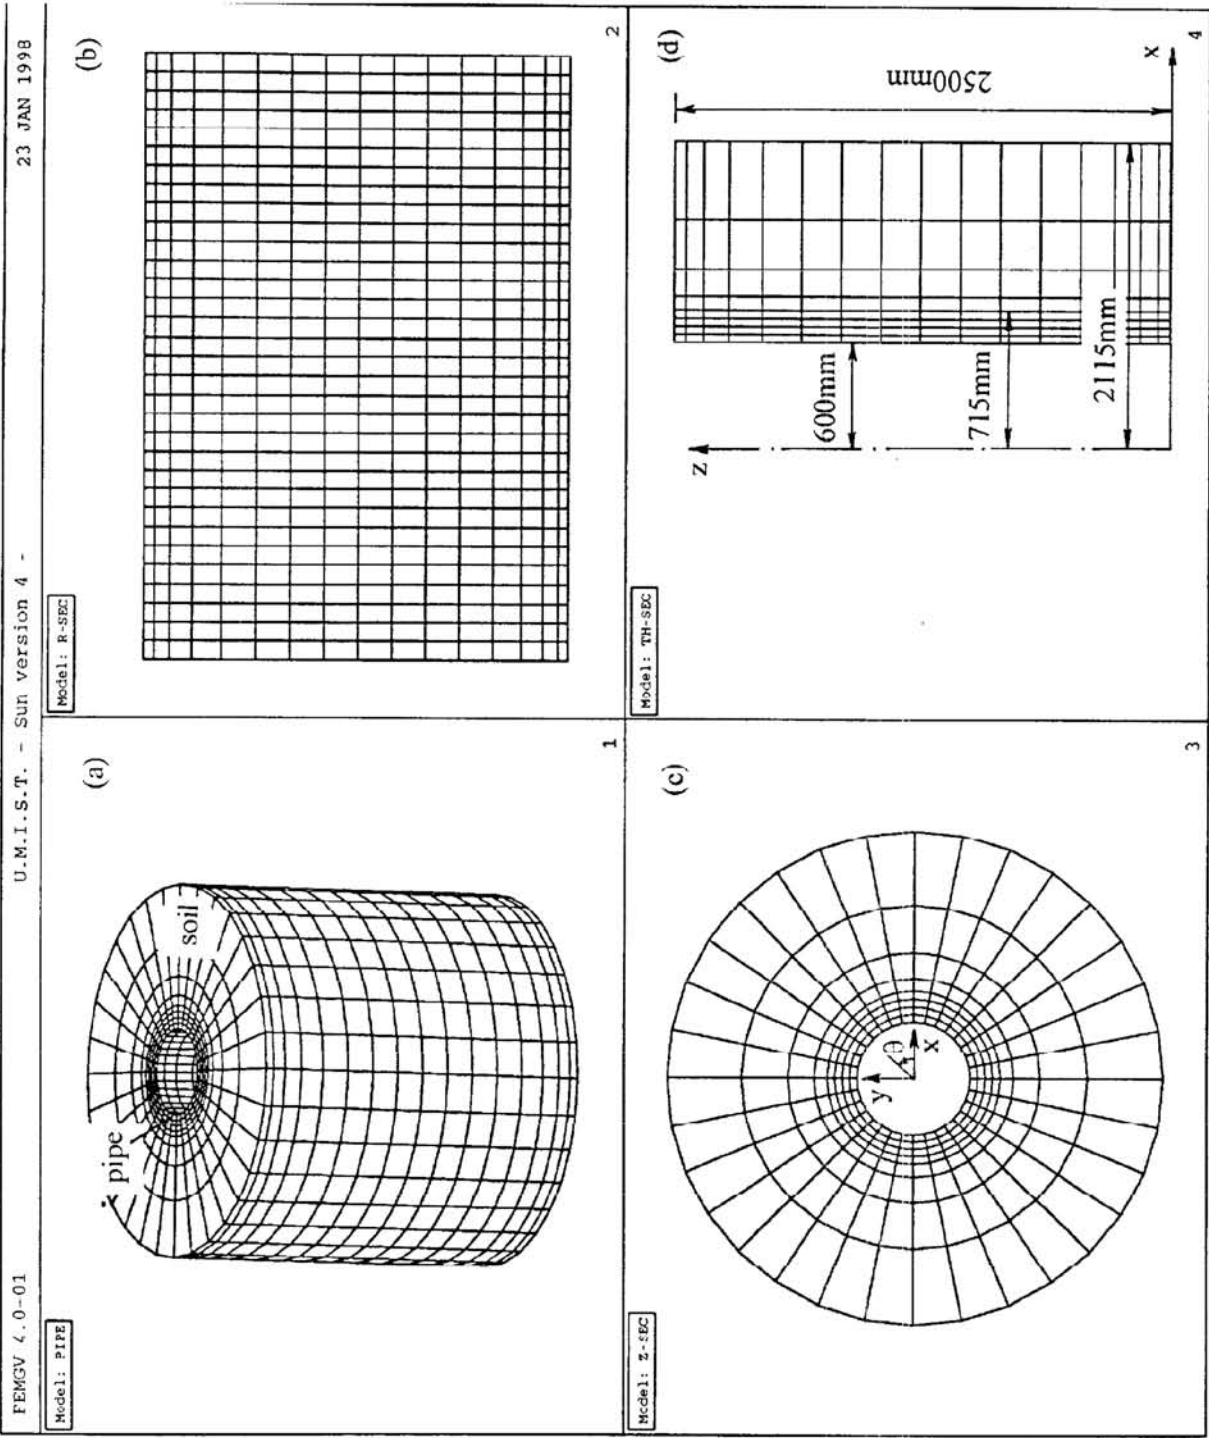 FEMGV 4.0-01 U.M.I.S.T. - Sun version 4 - 23 JAN 1998
Model: PIPE
(a)
pipe
soil
1
Model: R-SEC
(b)
2
Model: Z-SEC
(c)
y
θ
x
3
Model: TH-SEC
(d)
z
600mm
715mm
2115mm
2500mm
x
4